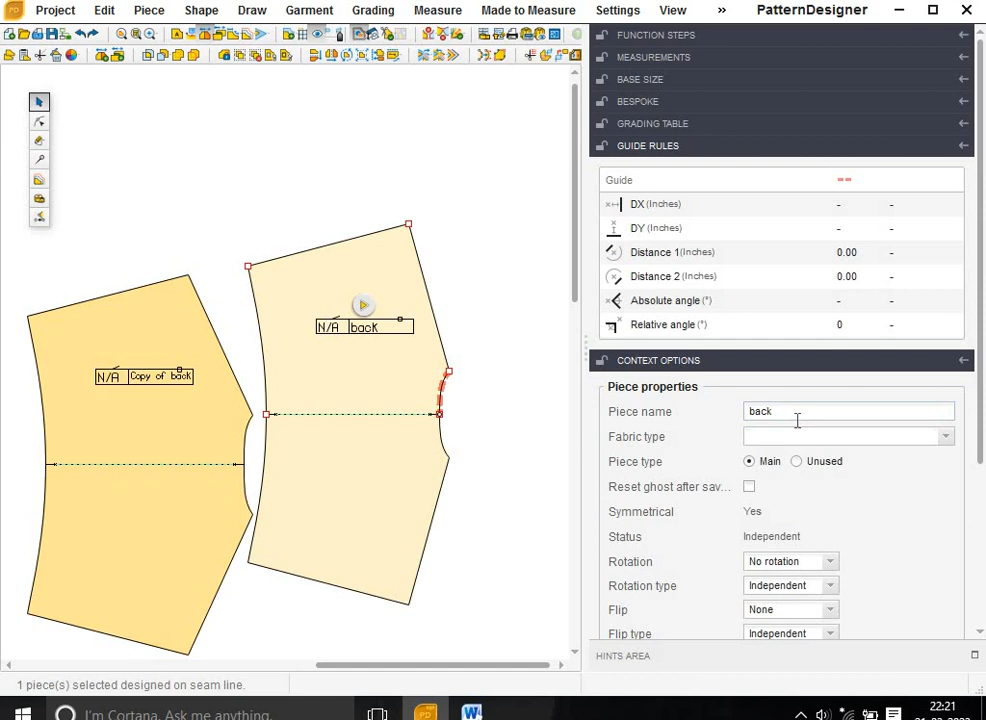 Project Edit Piece Shape Draw Garment Grading Measure Made to Measure Settings View » PatternDesigner
FUNCTION STEPS
MEASUREMENTS
BASE SIZE
BESPOKE
GRADING TABLE
GUIDE RULES
Guide ==
DX (Inches) - -
DY (Inches) - -
Distance 1 (Inches) 0.00 -
Distance 2 (Inches) 0.00 -
Absolute angle (°) - -
Relative angle (°) 0 -
N/A back
N/A Copy of back
CONTEXT OPTIONS
Piece properties
Piece name back
Fabric type
Piece type Main Unused
Reset ghost after sav...
Symmetrical Yes
Status Independent
Rotation No rotation
Rotation type Independent
Flip None
Flip type Independent
HINTS AREA
1 piece(s) selected designed on seam line.
I'm Cortana. Ask me anything.
PD
W
22:21